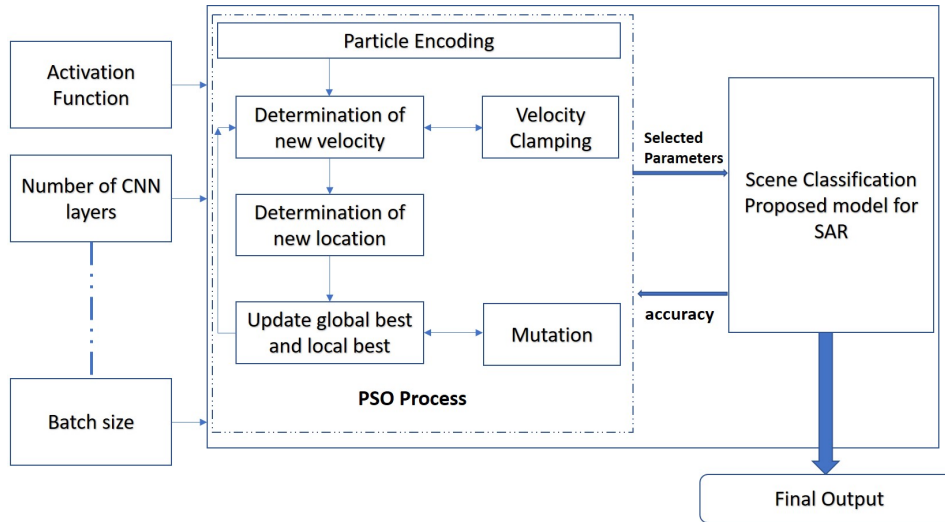 Particle Encoding
Activation
Function
Determination of
new velocity
Velocity
Clamping
Selected
Parameters
Number of CNN
layers
Scene Classification
Proposed model for
SAR
Determination of
new location
accuracy
Update global best
and local best
Mutation
PSO Process
Batch size
Final Output